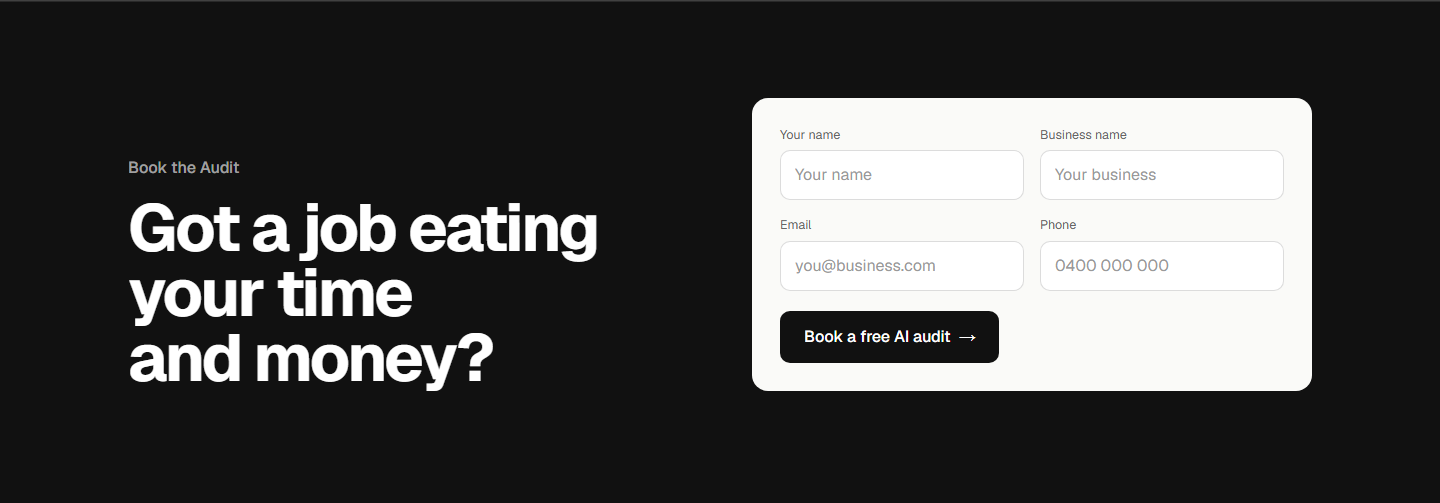 Book the Audit
Got a job eating
your time
and money?
Your name
Business name
Your name
Your business
Email
Phone
you@business.com
0400 000 000
Book a free AI audit →